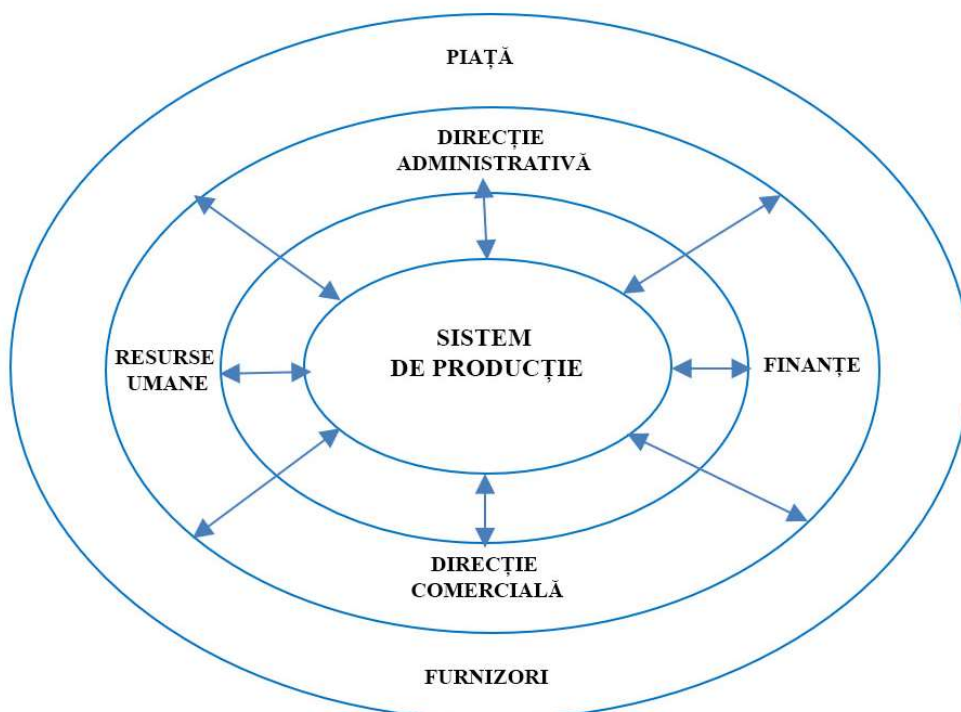 PIAȚĂ
DIRECȚIE
ADMINISTRATIVĂ
SISTEM
DE PRODUCȚIE
RESURSE
UMANE
FINANȚE
DIRECȚIE
COMERCIALĂ
FURNIZORI